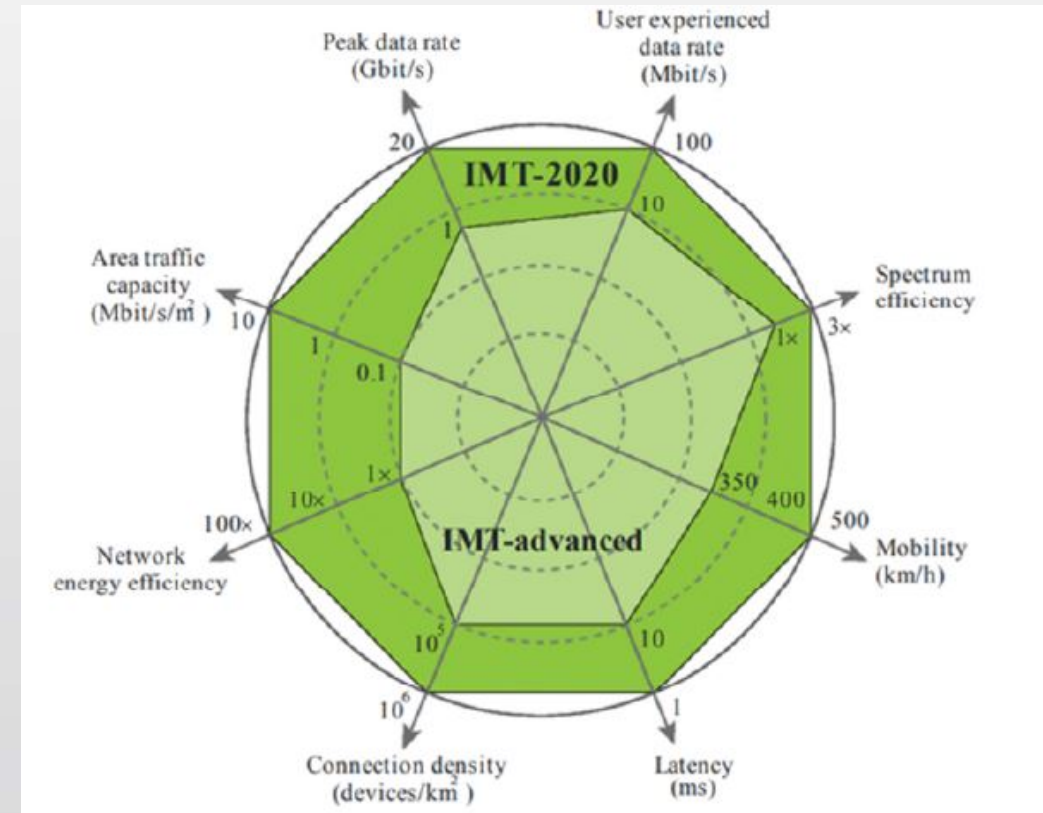 User experienced
data rate
(Mbit/s)
Peak data rate
(Gbit/s)
20
100
IMT-2020
1
10
Area traffic
capacity
(Mbit/s/m²)
10
1
0.1
Spectrum
efficiency
1×
3×
1×
10×
100×
350
400
500
Network
energy efficiency
Mobility
(km/h)
IMT-advanced
10⁵
10
10⁶
1
Connection density
(devices/km²)
Latency
(ms)